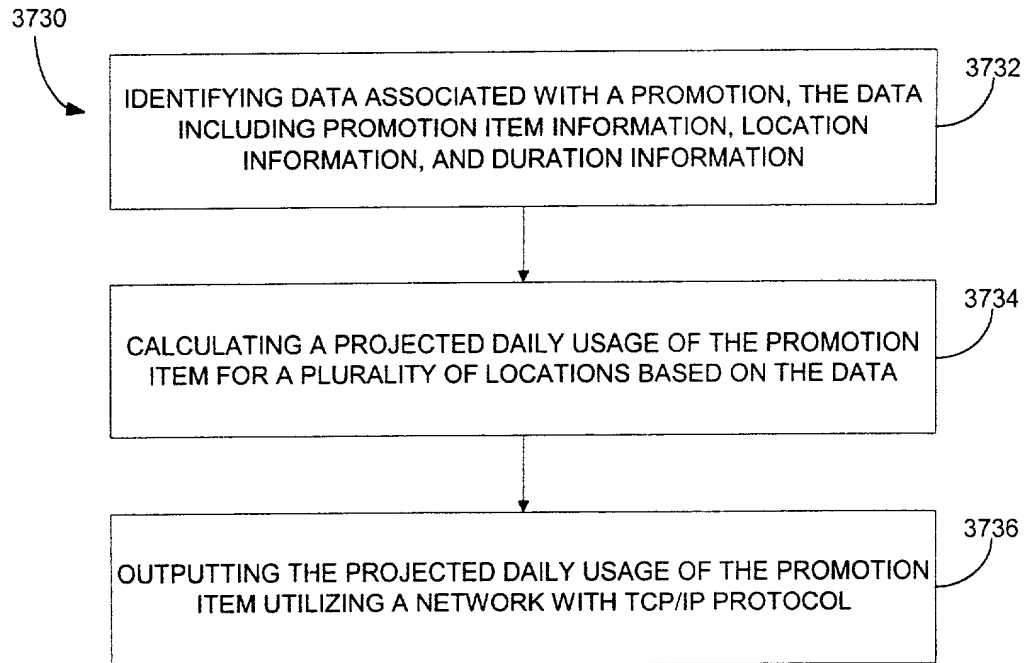 3730
3732
IDENTIFYING DATA ASSOCIATED WITH A PROMOTION, THE DATA
INCLUDING PROMOTION ITEM INFORMATION, LOCATION
INFORMATION, AND DURATION INFORMATION
3734
CALCULATING A PROJECTED DAILY USAGE OF THE PROMOTION
ITEM FOR A PLURALITY OF LOCATIONS BASED ON THE DATA
3736
OUTPUTTING THE PROJECTED DAILY USAGE OF THE PROMOTION
ITEM UTILIZING A NETWORK WITH TCP/IP PROTOCOL